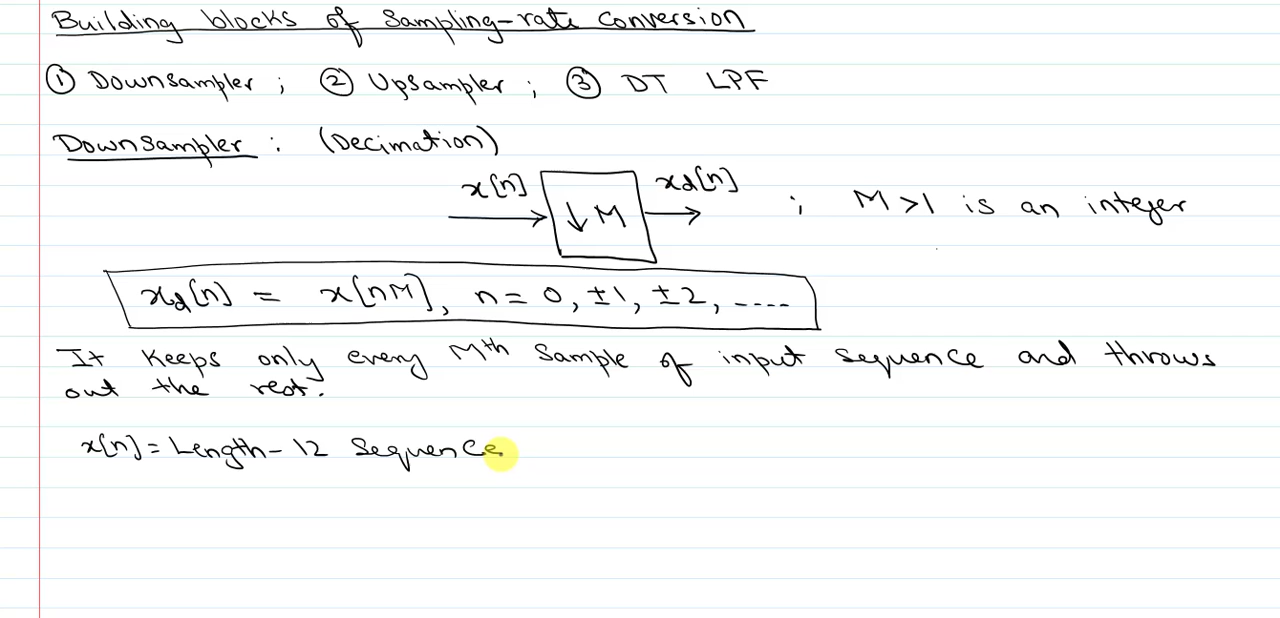 Building blocks of Sampling-rate Conversion
① Downsampler ; ② Upsampler ; ③ DT LPF
Downsampler : (Decimation)
x[n] ↓M xd[n] ; M>1 is an integer
xd[n] = x[nM], n = 0, ±1, ±2, ....
It keeps only every Mth Sample of input sequence and throws
out the rest.
x[n] = Length-12 Sequence